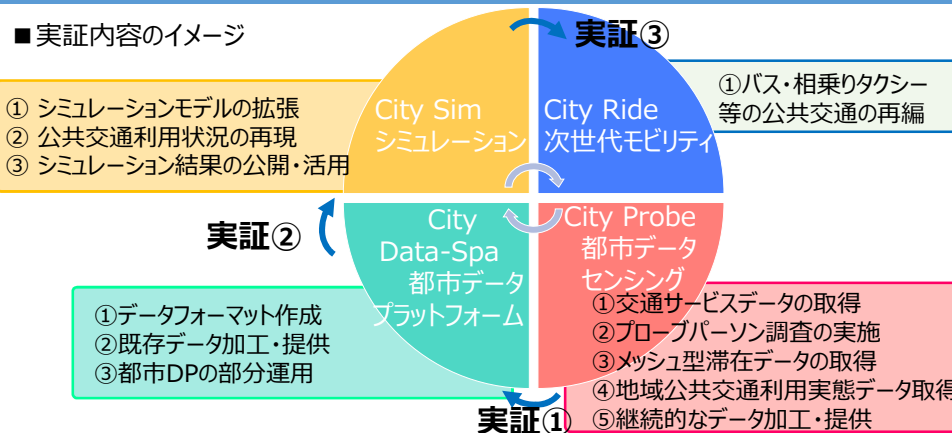 ■実証内容のイメージ
実証③
① シミュレーションモデルの拡張
② 公共交通利用状況の再現
③ シミュレーション結果の公開・活用
City Sim
シミュレーション
City Ride
次世代モビリティ
①バス・相乗りタクシー
等の公共交通の再編
実証②
City
Data-Spa
都市データ
プラットフォーム
City Probe
都市データ
センシング
①データフォーマット作成
②既存データ加工・提供
③都市DPの部分運用
①交通サービスデータの取得
②プローブパーソン調査の実施
③メッシュ型滞在データの取得
④地域公共交通利用実態データ取得
⑤継続的なデータ加工・提供
実証①